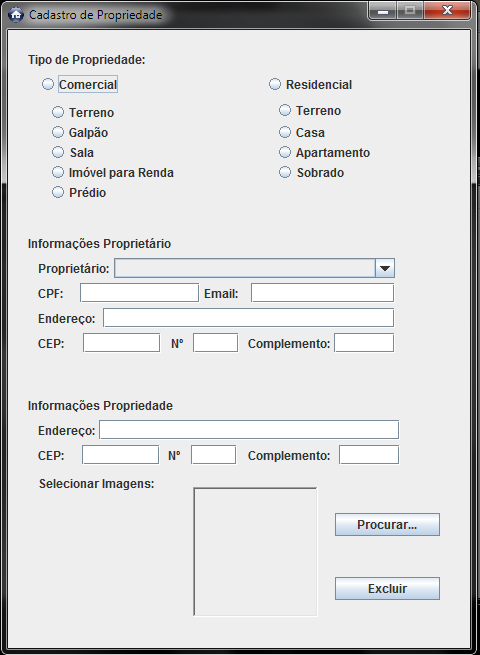 Cadastro de Propriedade
Tipo de Propriedade:
Comercial Residencial
Terreno Terreno
Galpão Casa
Sala Apartamento
Imóvel para Renda Sobrado
Prédio
Informações Proprietário
Proprietário:
CPF: Email:
Endereço:
CEP: Nº Complemento:
Informações Propriedade
Endereço:
CEP: Nº Complemento:
Selecionar Imagens:
Procurar...
Excluir